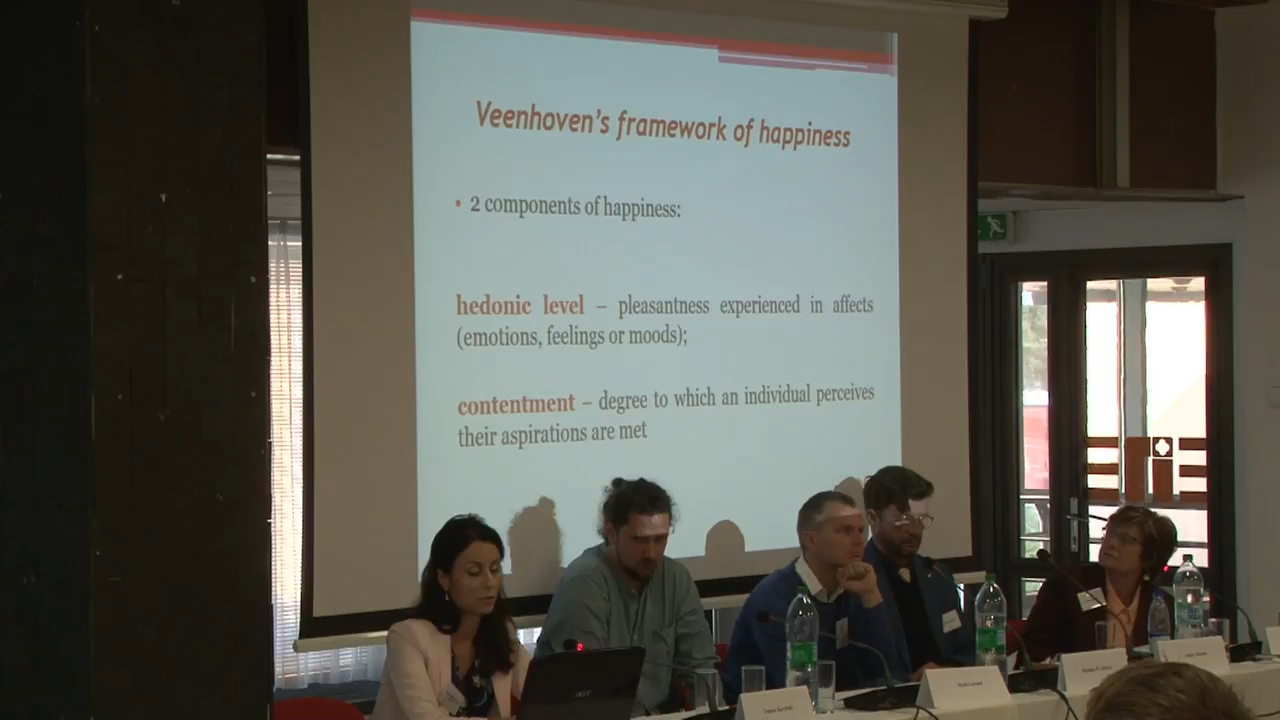 Veenhoven's framework of happiness
• 2 components of happiness:
hedonic level – pleasantness experienced in affects
(emotions, feelings or moods);
contentment – degree to which an individual perceives
their aspirations are met
acer